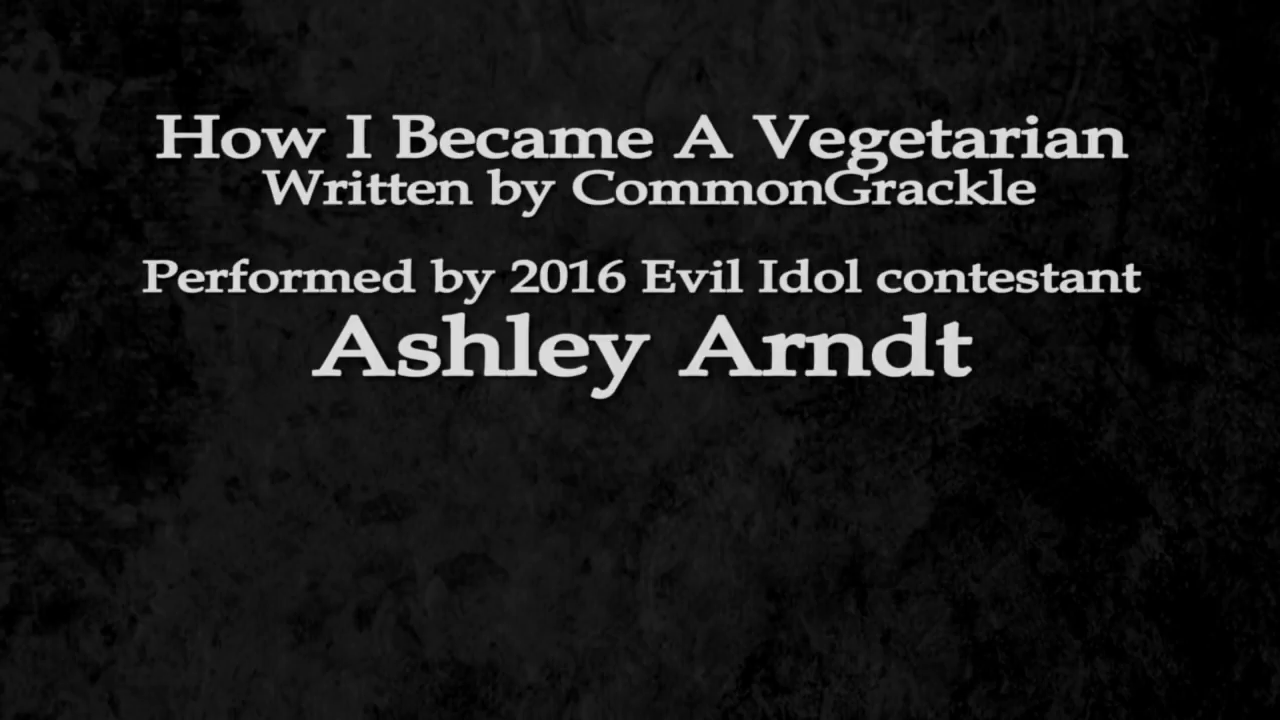 How I Became A Vegetarian
Written by CommonGrackle
Performed by 2016 Evil Idol contestant
Ashley Arndt